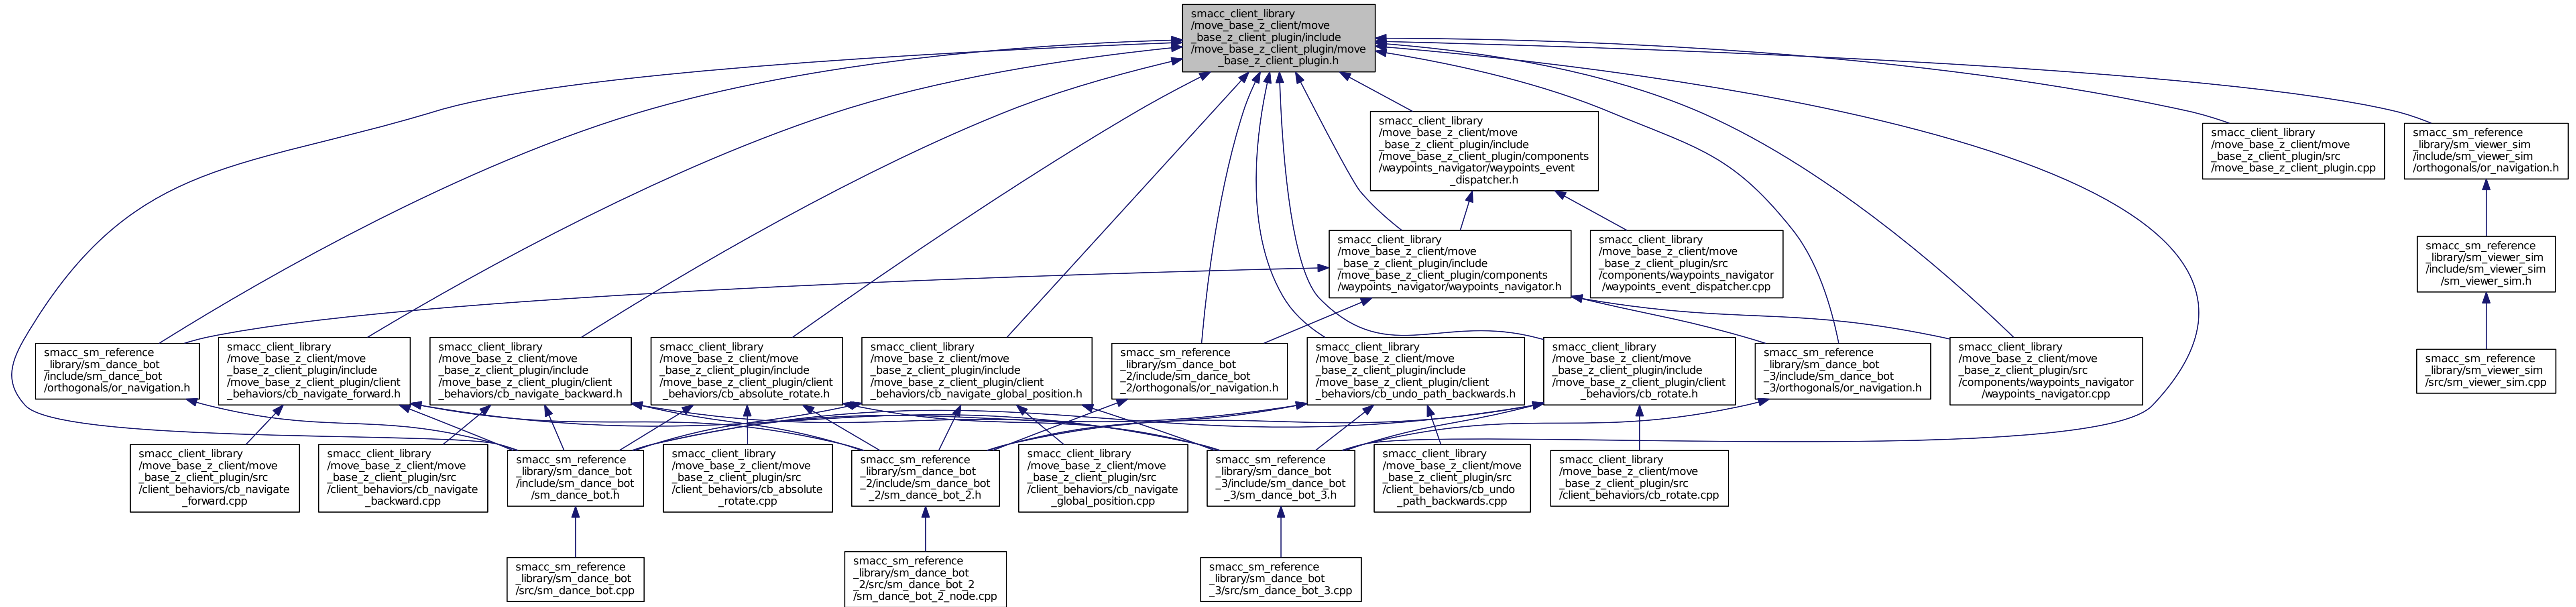 smacc_client_library
/move_base_z_client/move
_base_z_client_plugin/include
/move_base_z_client_plugin/move
_base_z_client_plugin.h
smacc_client_library
/move_base_z_client/move
_base_z_client_plugin/include
/move_base_z_client_plugin/components
/waypoints_navigator/waypoints_event
_dispatcher.h
smacc_client_library
/move_base_z_client/move
_base_z_client_plugin/src
/move_base_z_client_plugin.cpp
smacc_sm_reference
_library/sm_viewer_sim
/include/sm_viewer_sim
/orthogonals/or_navigation.h
smacc_client_library
/move_base_z_client/move
_base_z_client_plugin/include
/move_base_z_client_plugin/components
/waypoints_navigator/waypoints_navigator.h
smacc_client_library
/move_base_z_client/move
_base_z_client_plugin/src
/components/waypoints_navigator
/waypoints_event_dispatcher.cpp
smacc_sm_reference
_library/sm_viewer_sim
/include/sm_viewer_sim
/sm_viewer_sim.h
smacc_sm_reference
_library/sm_dance_bot
/include/sm_dance_bot
/orthogonals/or_navigation.h
smacc_client_library
/move_base_z_client/move
_base_z_client_plugin/include
/move_base_z_client_plugin/client
_behaviors/cb_navigate_forward.h
smacc_client_library
/move_base_z_client/move
_base_z_client_plugin/include
/move_base_z_client_plugin/client
_behaviors/cb_navigate_backward.h
smacc_client_library
/move_base_z_client/move
_base_z_client_plugin/include
/move_base_z_client_plugin/client
_behaviors/cb_absolute_rotate.h
smacc_client_library
/move_base_z_client/move
_base_z_client_plugin/include
/move_base_z_client_plugin/client
_behaviors/cb_navigate_global_position.h
smacc_sm_reference
_library/sm_dance_bot
_2/include/sm_dance_bot
_2/orthogonals/or_navigation.h
smacc_client_library
/move_base_z_client/move
_base_z_client_plugin/include
/move_base_z_client_plugin/client
_behaviors/cb_undo_path_backwards.h
smacc_client_library
/move_base_z_client/move
_base_z_client_plugin/include
/move_base_z_client_plugin/client
_behaviors/cb_rotate.h
smacc_sm_reference
_library/sm_dance_bot
_3/include/sm_dance_bot
_3/orthogonals/or_navigation.h
smacc_client_library
/move_base_z_client/move
_base_z_client_plugin/src
/components/waypoints_navigator
/waypoints_navigator.cpp
smacc_sm_reference
_library/sm_viewer_sim
/src/sm_viewer_sim.cpp
smacc_client_library
/move_base_z_client/move
_base_z_client_plugin/src
/client_behaviors/cb_navigate
_forward.cpp
smacc_client_library
/move_base_z_client/move
_base_z_client_plugin/src
/client_behaviors/cb_navigate
_backward.cpp
smacc_sm_reference
_library/sm_dance_bot
/include/sm_dance_bot
/sm_dance_bot.h
smacc_client_library
/move_base_z_client/move
_base_z_client_plugin/src
/client_behaviors/cb_absolute
_rotate.cpp
smacc_sm_reference
_library/sm_dance_bot
_2/include/sm_dance_bot
_2/sm_dance_bot_2.h
smacc_client_library
/move_base_z_client/move
_base_z_client_plugin/src
/client_behaviors/cb_navigate
_global_position.cpp
smacc_sm_reference
_library/sm_dance_bot
_3/include/sm_dance_bot
_3/sm_dance_bot_3.h
smacc_client_library
/move_base_z_client/move
_base_z_client_plugin/src
/client_behaviors/cb_undo
_path_backwards.cpp
smacc_client_library
/move_base_z_client/move
_base_z_client_plugin/src
/client_behaviors/cb_rotate.cpp
smacc_sm_reference
_library/sm_dance_bot
/src/sm_dance_bot.cpp
smacc_sm_reference
_library/sm_dance_bot
_2/src/sm_dance_bot_2
/sm_dance_bot_2_node.cpp
smacc_sm_reference
_library/sm_dance_bot
_3/src/sm_dance_bot_3.cpp